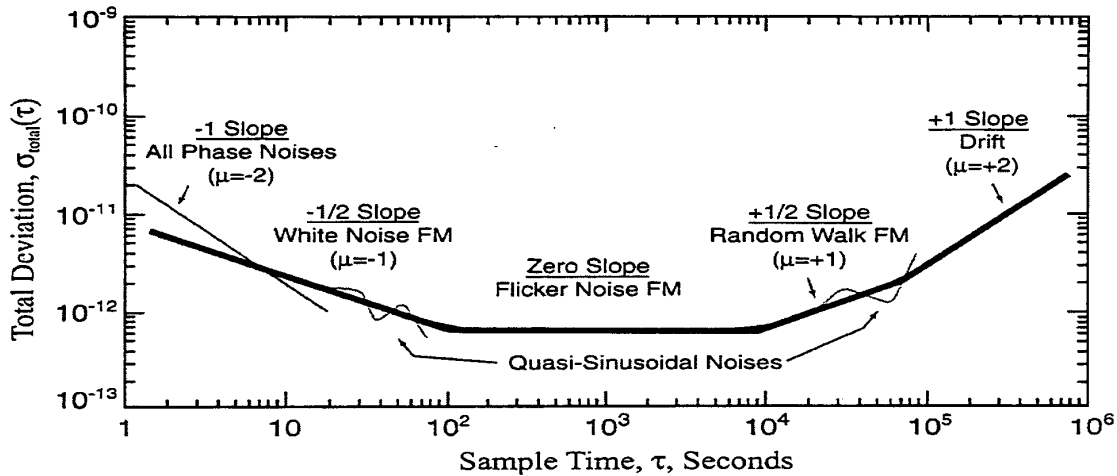 10⁻⁹
10⁻¹⁰
10⁻¹¹
10⁻¹²
10⁻¹³
Total Deviation, σtotal(τ)
-1 Slope
All Phase Noises
(μ=-2)
-1/2 Slope
White Noise FM
(μ=-1)
Zero Slope
Flicker Noise FM
+1/2 Slope
Random Walk FM
(μ=+1)
+1 Slope
Drift
(μ=+2)
Quasi-Sinusoidal Noises
1 10 10² 10³ 10⁴ 10⁵ 10⁶
Sample Time, τ, Seconds